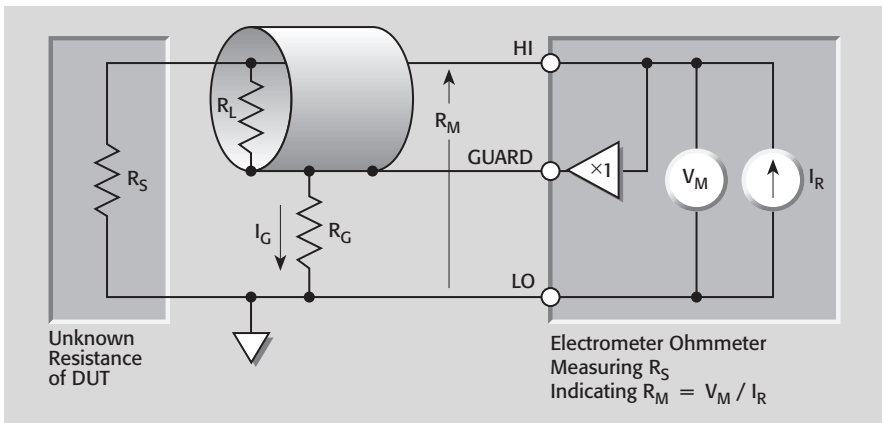 HI
R_L
R_M
GUARD
×1
V_M
I_R
R_S
I_G
R_G
LO
Unknown
Resistance
of DUT
Electrometer Ohmmeter
Measuring R_S
Indicating R_M = V_M / I_R